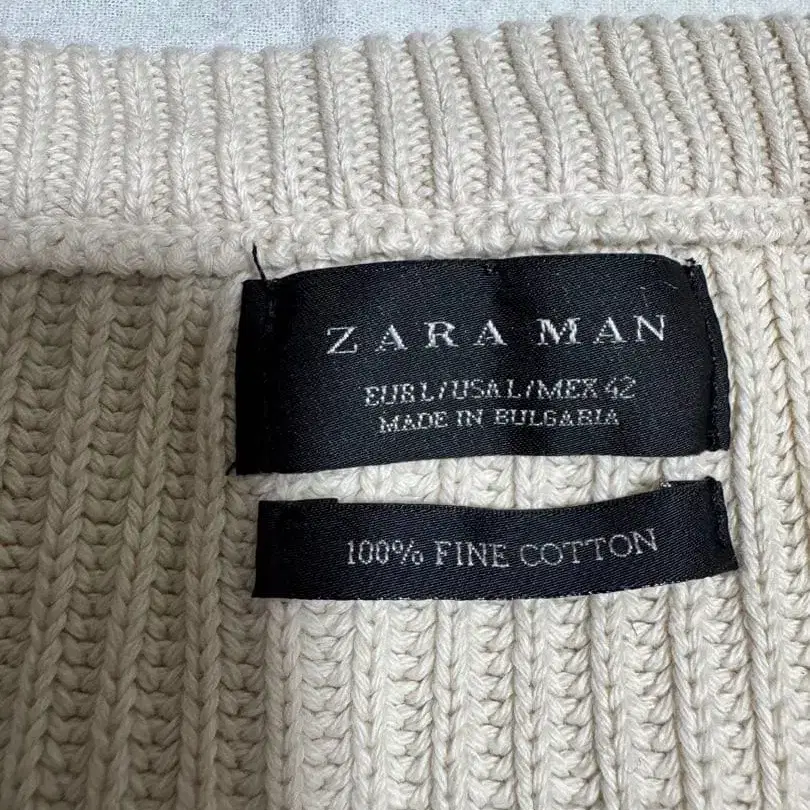 ZARA MAN
EUR L/USA L/MEX 42
MADE IN BULGARIA
100% FINE COTTON